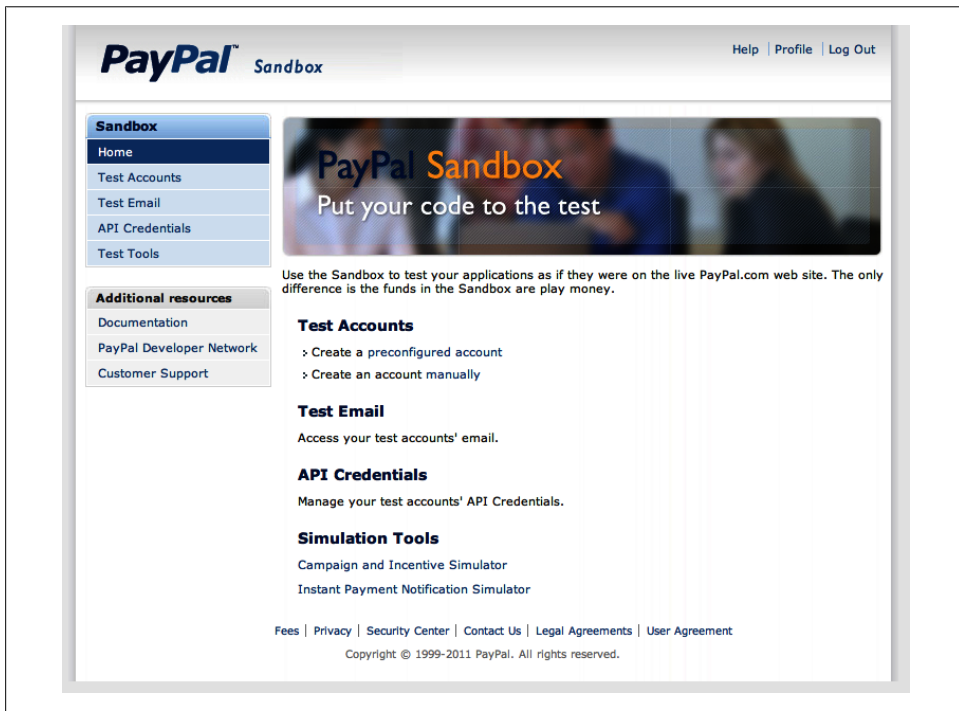 PayPal™ Sandbox
Help | Profile | Log Out
Sandbox
Home
Test Accounts
Test Email
API Credentials
Test Tools
Additional resources
Documentation
PayPal Developer Network
Customer Support
PayPal Sandbox
Put your code to the test
Use the Sandbox to test your applications as if they were on the live PayPal.com web site. The only
difference is the funds in the Sandbox are play money.
Test Accounts
› Create a preconfigured account
› Create an account manually
Test Email
Access your test accounts' email.
API Credentials
Manage your test accounts' API Credentials.
Simulation Tools
Campaign and Incentive Simulator
Instant Payment Notification Simulator
Fees | Privacy | Security Center | Contact Us | Legal Agreements | User Agreement
Copyright © 1999-2011 PayPal. All rights reserved.